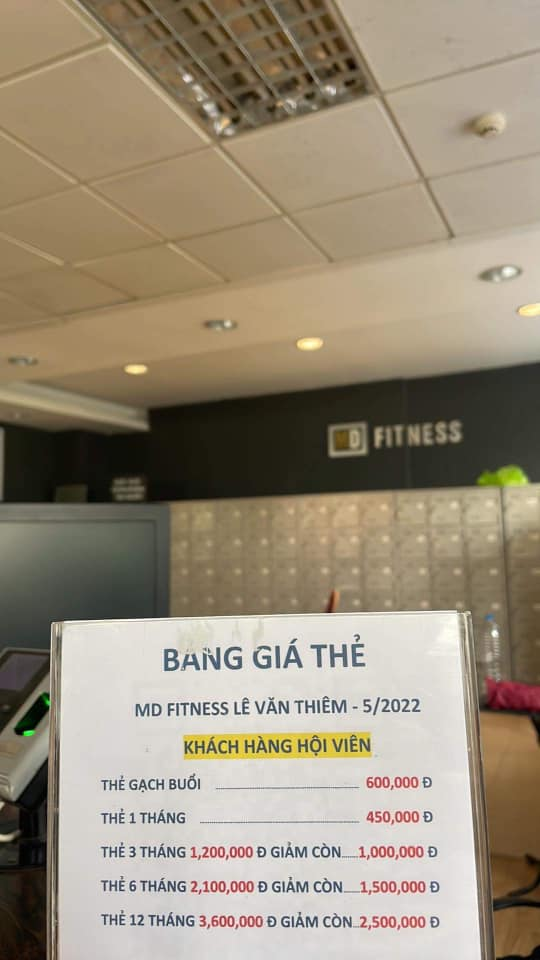 MD FITNESS
BẢNG GIÁ THẺ
MD FITNESS LÊ VĂN THIÊM - 5/2022
KHÁCH HÀNG HỘI VIÊN
THẺ GẠCH BUỔI ........ 600,000 Đ
THẺ 1 THÁNG ........ 450,000 Đ
THẺ 3 THÁNG 1,200,000 Đ GIẢM CÒN......1,000,000 Đ
THẺ 6 THÁNG 2,100,000 Đ GIẢM CÒN......1,500,000 Đ
THẺ 12 THÁNG 3,600,000 Đ GIẢM CÒN...2,500,000 Đ